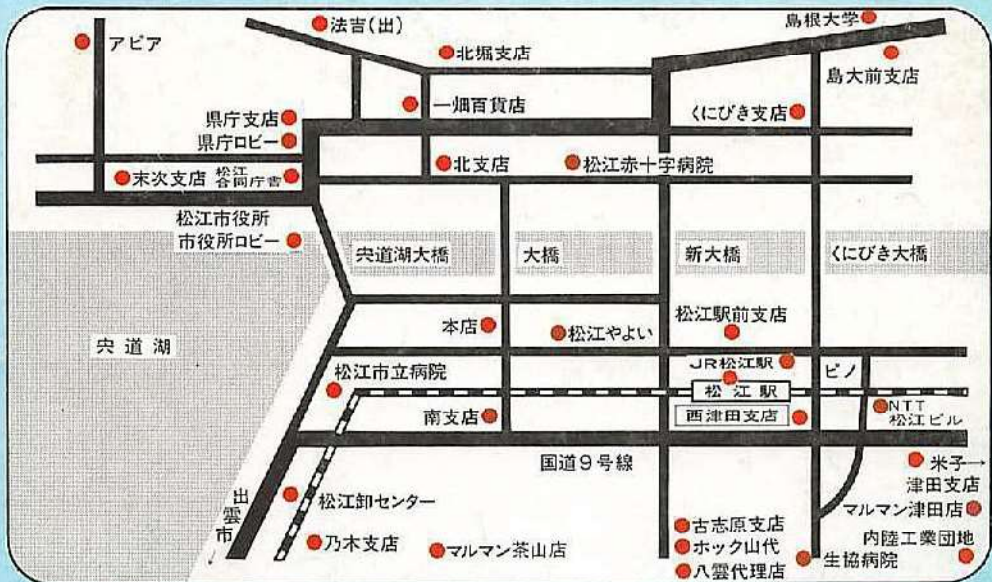 法吉(出)
島根大学
アピア
北堀支店
島大前支店
一畑百貨店
くにびき支店
県庁支店
県庁ロビー
北支店
松江赤十字病院
末次支店
松江
合同庁舎
松江市役所
市役所ロビー
宍道湖大橋
大橋
新大橋
くにびき大橋
宍道湖
本店
松江やよい
松江駅前支店
JR松江駅
ピノ
松江駅
松江市立病院
南支店
西津田支店
NTT
松江ビル
国道9号線
米子→
津田支店
マルマン津田店
出雲市
↓
松江卸センター
乃木支店
マルマン茶山店
古志原支店
ホック山代
八雲代理店
生協病院
内陸工業団地